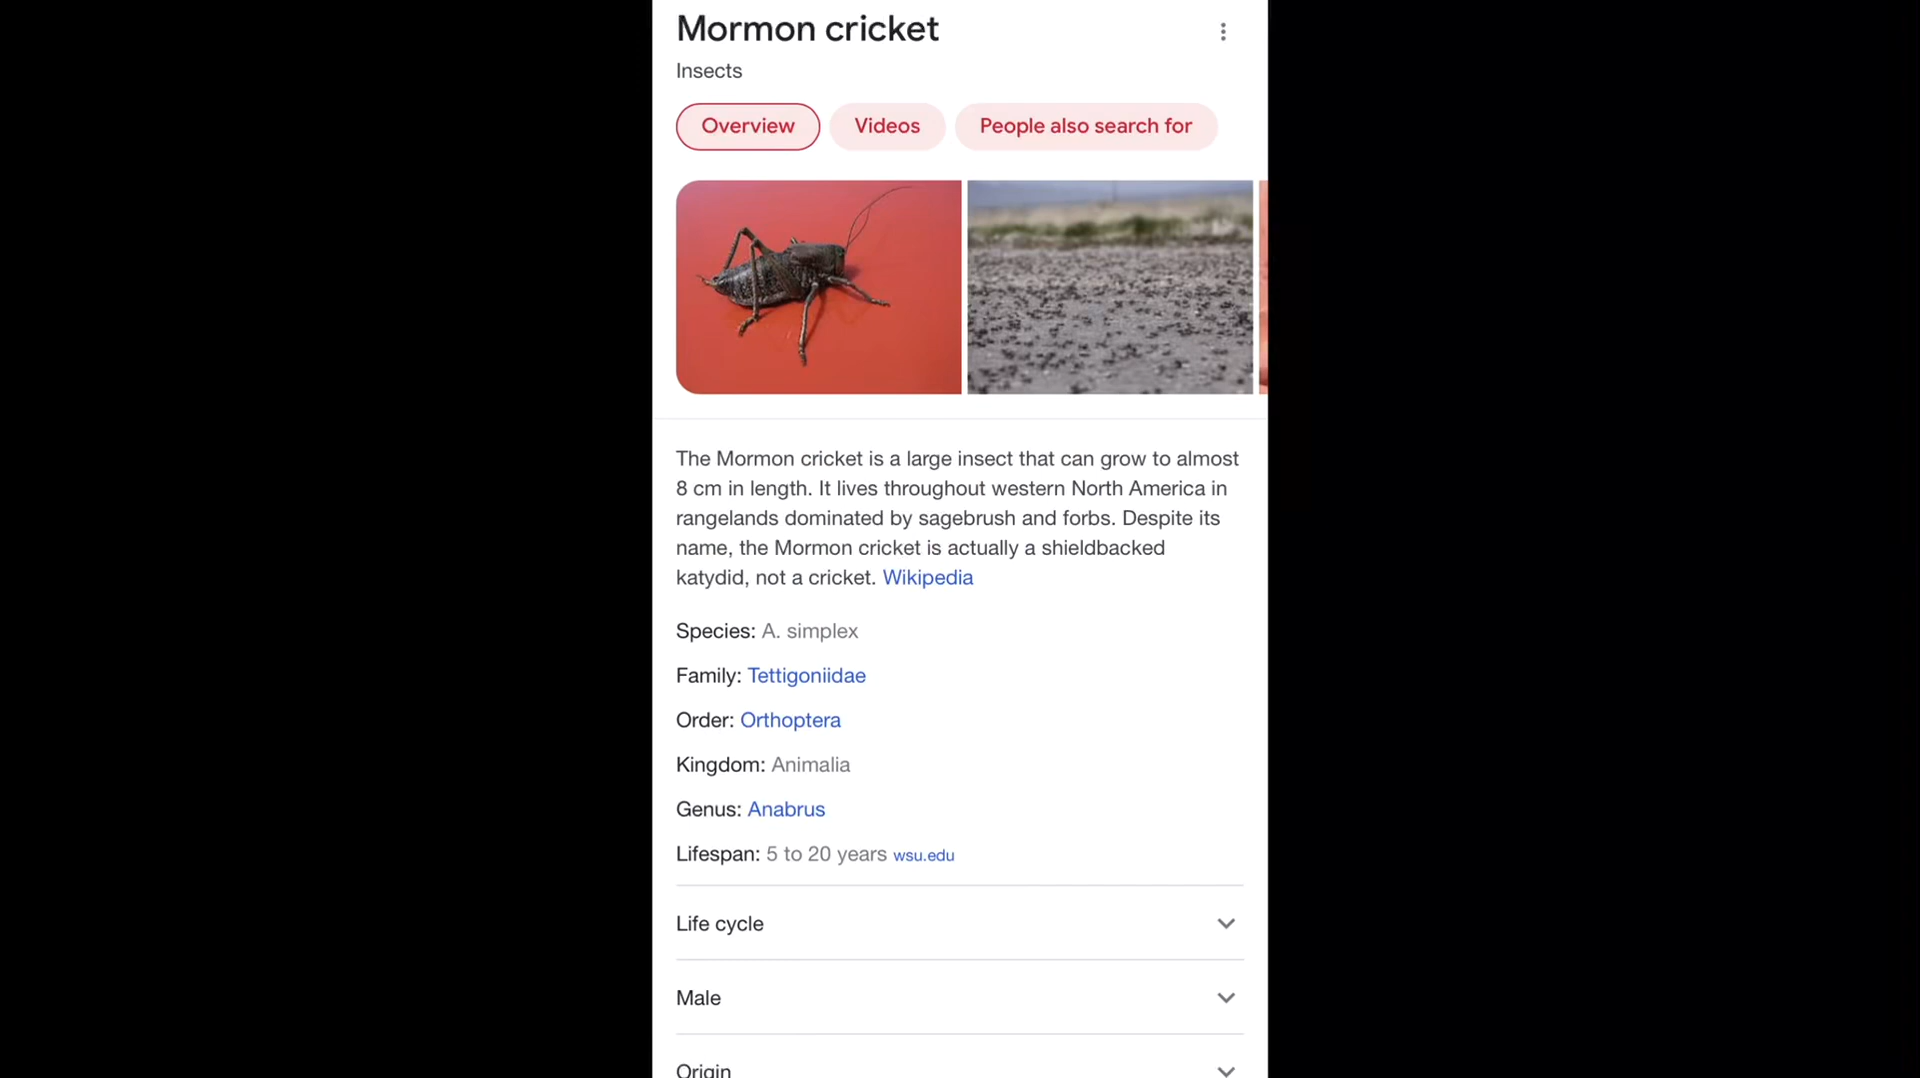 Mormon cricket
Insects
Overview
Videos
People also search for
The Mormon cricket is a large insect that can grow to almost
8 cm in length. It lives throughout western North America in
rangelands dominated by sagebrush and forbs. Despite its
name, the Mormon cricket is actually a shieldbacked
katydid, not a cricket. Wikipedia
Species: A. simplex
Family: Tettigoniidae
Order: Orthoptera
Kingdom: Animalia
Genus: Anabrus
Lifespan: 5 to 20 years wsu.edu
Life cycle
Male
Origin